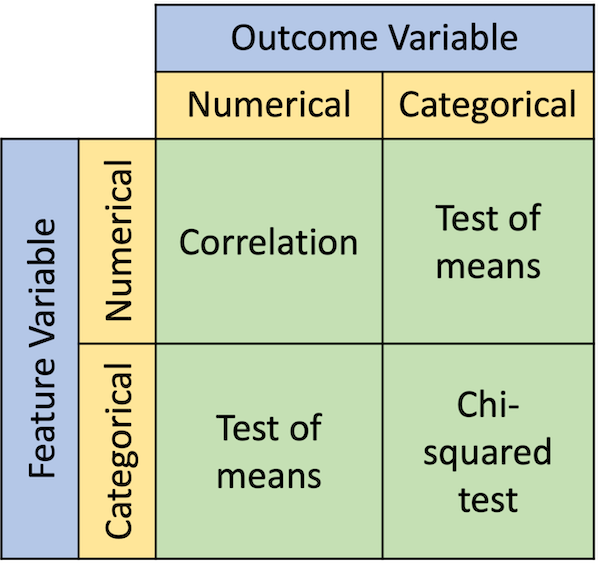 Outcome Variable
Numerical
Categorical
Feature Variable
Numerical
Correlation
Test of
means
Categorical
Test of
means
Chi-
squared
test